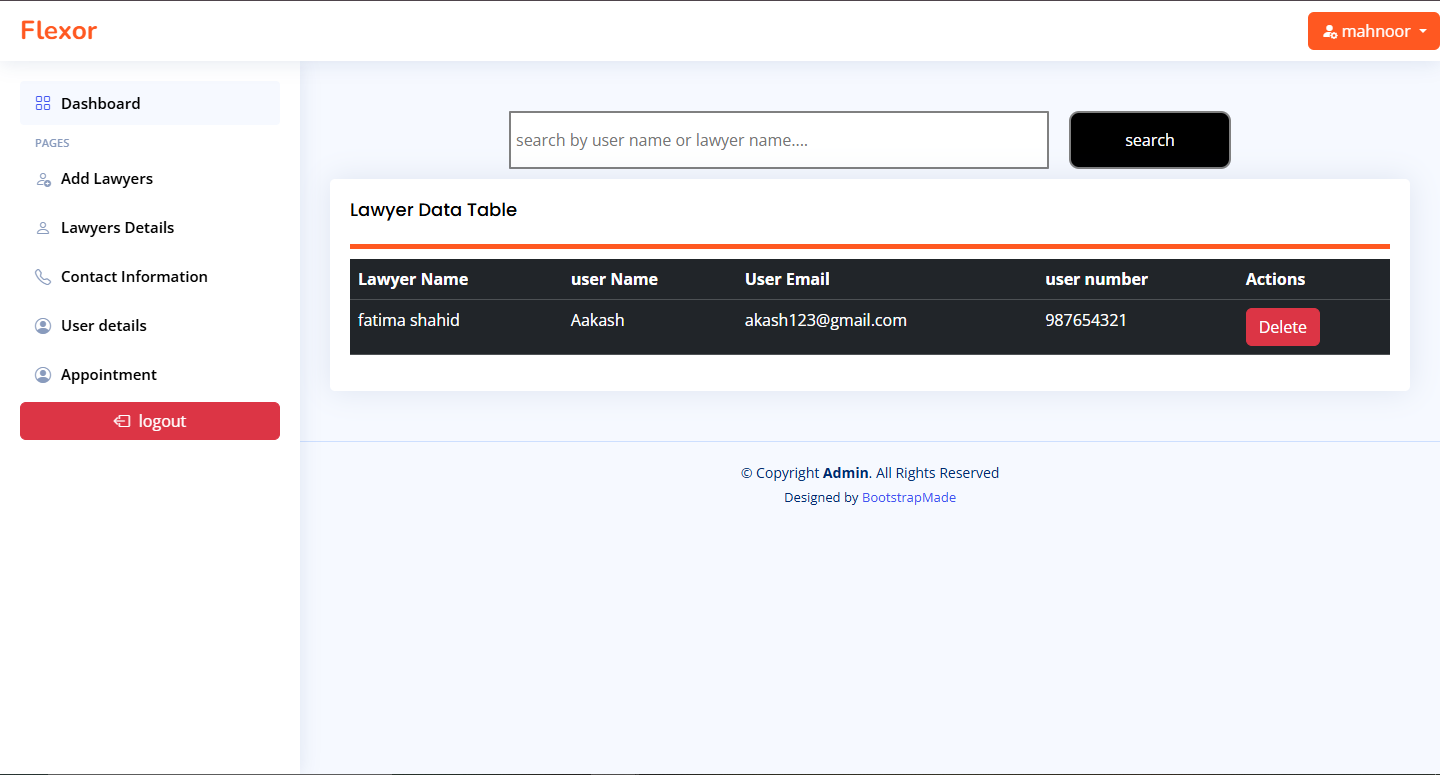 Flexor
mahnoor
Dashboard
PAGES
Add Lawyers
Lawyers Details
Contact Information
User details
Appointment
logout
search by user name or lawyer name....
search
Lawyer Data Table
Lawyer Name user Name User Email user number Actions
fatima shahid Aakash akash123@gmail.com 987654321 Delete
© Copyright Admin. All Rights Reserved
Designed by BootstrapMade